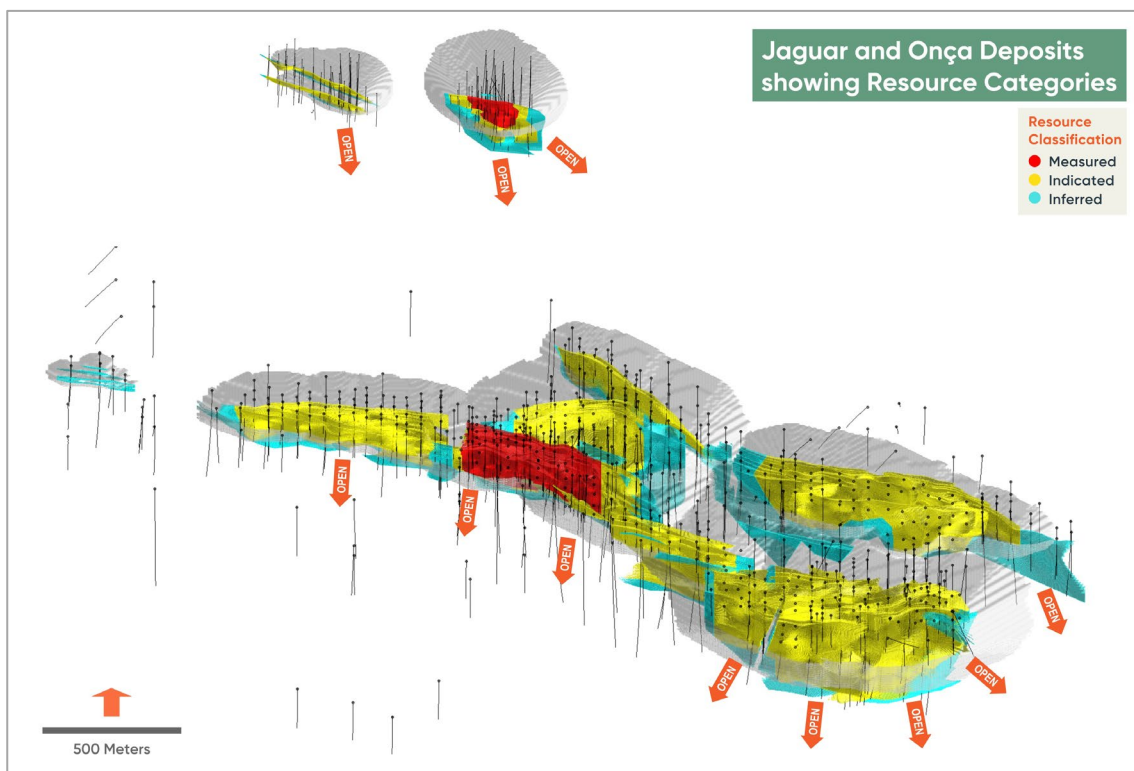 Jaguar and Onça Deposits
showing Resource Categories
Resource
Classification
Measured
Indicated
Inferred
OPEN
OPEN
OPEN
OPEN
OPEN
OPEN
OPEN
OPEN
OPEN
OPEN
OPEN
500 Meters